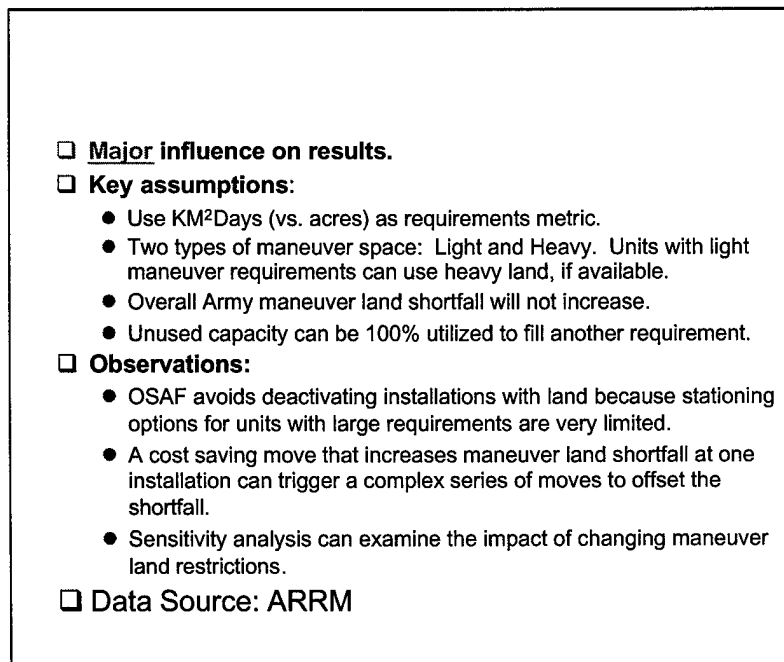 ❑ Major influence on results.
❑ Key assumptions:
● Use KM²Days (vs. acres) as requirements metric.
● Two types of maneuver space: Light and Heavy. Units with light
maneuver requirements can use heavy land, if available.
● Overall Army maneuver land shortfall will not increase.
● Unused capacity can be 100% utilized to fill another requirement.
❑ Observations:
● OSAF avoids deactivating installations with land because stationing
options for units with large requirements are very limited.
● A cost saving move that increases maneuver land shortfall at one
installation can trigger a complex series of moves to offset the
shortfall.
● Sensitivity analysis can examine the impact of changing maneuver
land restrictions.
❑ Data Source: ARRM